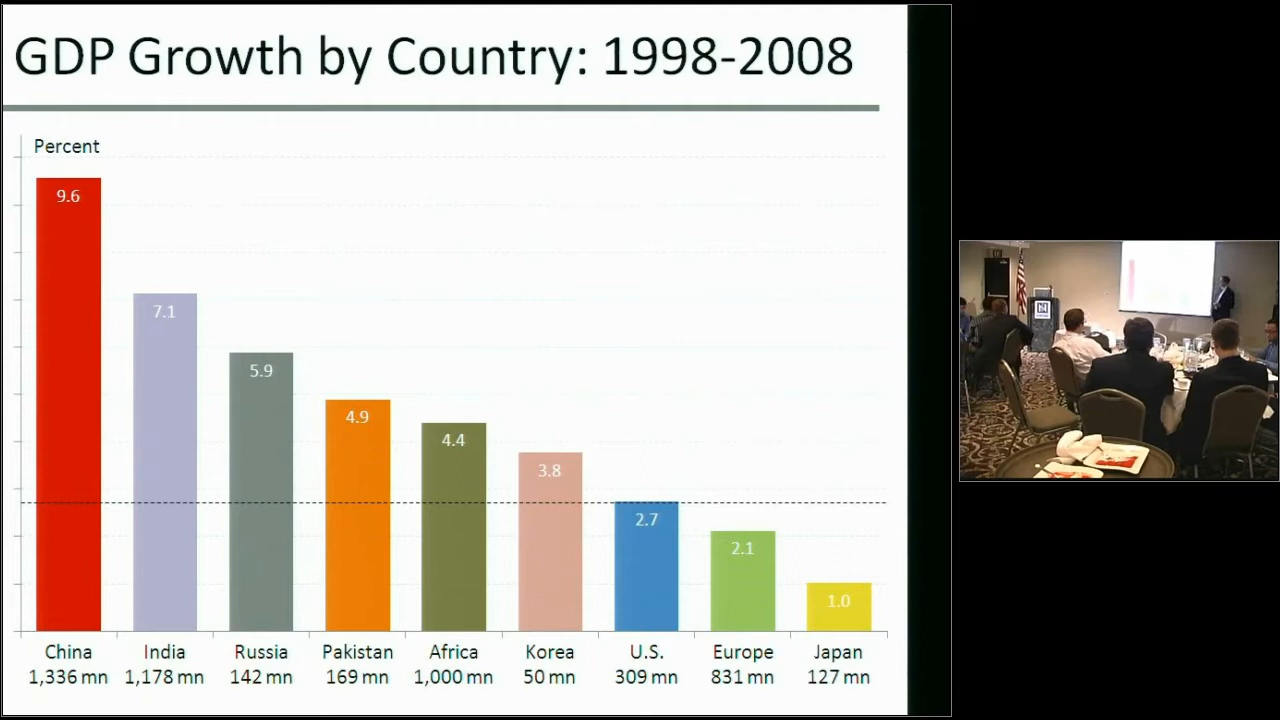 GDP Growth by Country: 1998-2008
Percent
9.6
7.1
5.9
4.9
4.4
3.8
2.7
2.1
1.0
China India Russia Pakistan Africa Korea U.S. Europe Japan
1,336 mn 1,178 mn 142 mn 169 mn 1,000 mn 50 mn 309 mn 831 mn 127 mn